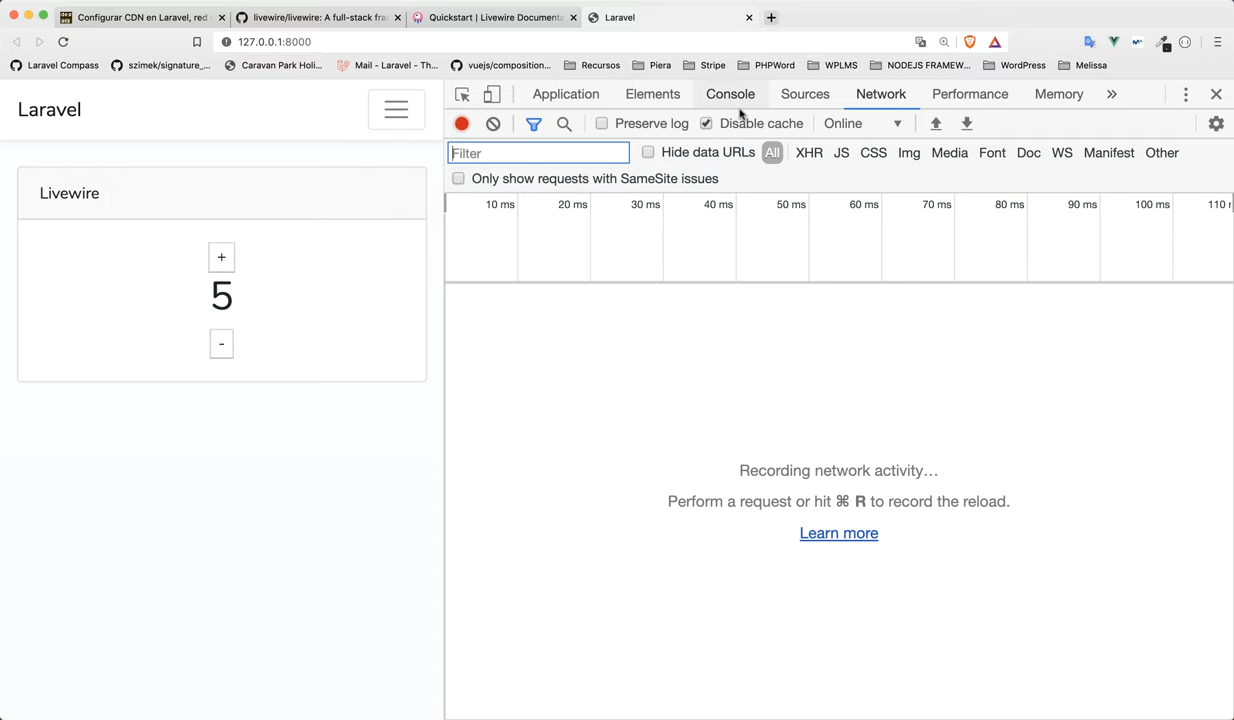 Configurar CDN en Laravel, red
livewire/livewire: A full-stack fra
Quickstart | Livewire Documenta
Laravel
127.0.0.1:8000
Laravel Compass
szimek/signature_...
Caravan Park Holi...
Mail - Laravel - Th...
vuejs/composition...
Recursos
Piera
Stripe
PHPWord
WPLMS
NODEJS FRAMEW...
WordPress
Melissa
Laravel
Livewire
+
5
-
Application Elements Console Sources Network Performance Memory »
Preserve log Disable cache Online
Filter Hide data URLs All XHR JS CSS Img Media Font Doc WS Manifest Other
Only show requests with SameSite issues
10 ms 20 ms 30 ms 40 ms 50 ms 60 ms 70 ms 80 ms 90 ms 100 ms 110
Recording network activity…
Perform a request or hit ⌘ R to record the reload.
Learn more